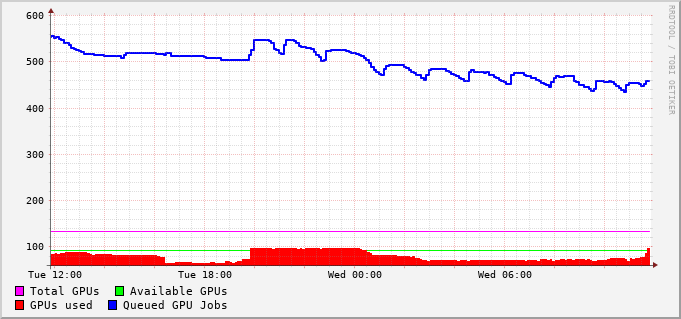 600
500
400
300
200
100
Tue 12:00 Tue 18:00 Wed 00:00 Wed 06:00
Total GPUs Available GPUs
GPUs used Queued GPU Jobs
RRDTOOL / TOBI OETIKER